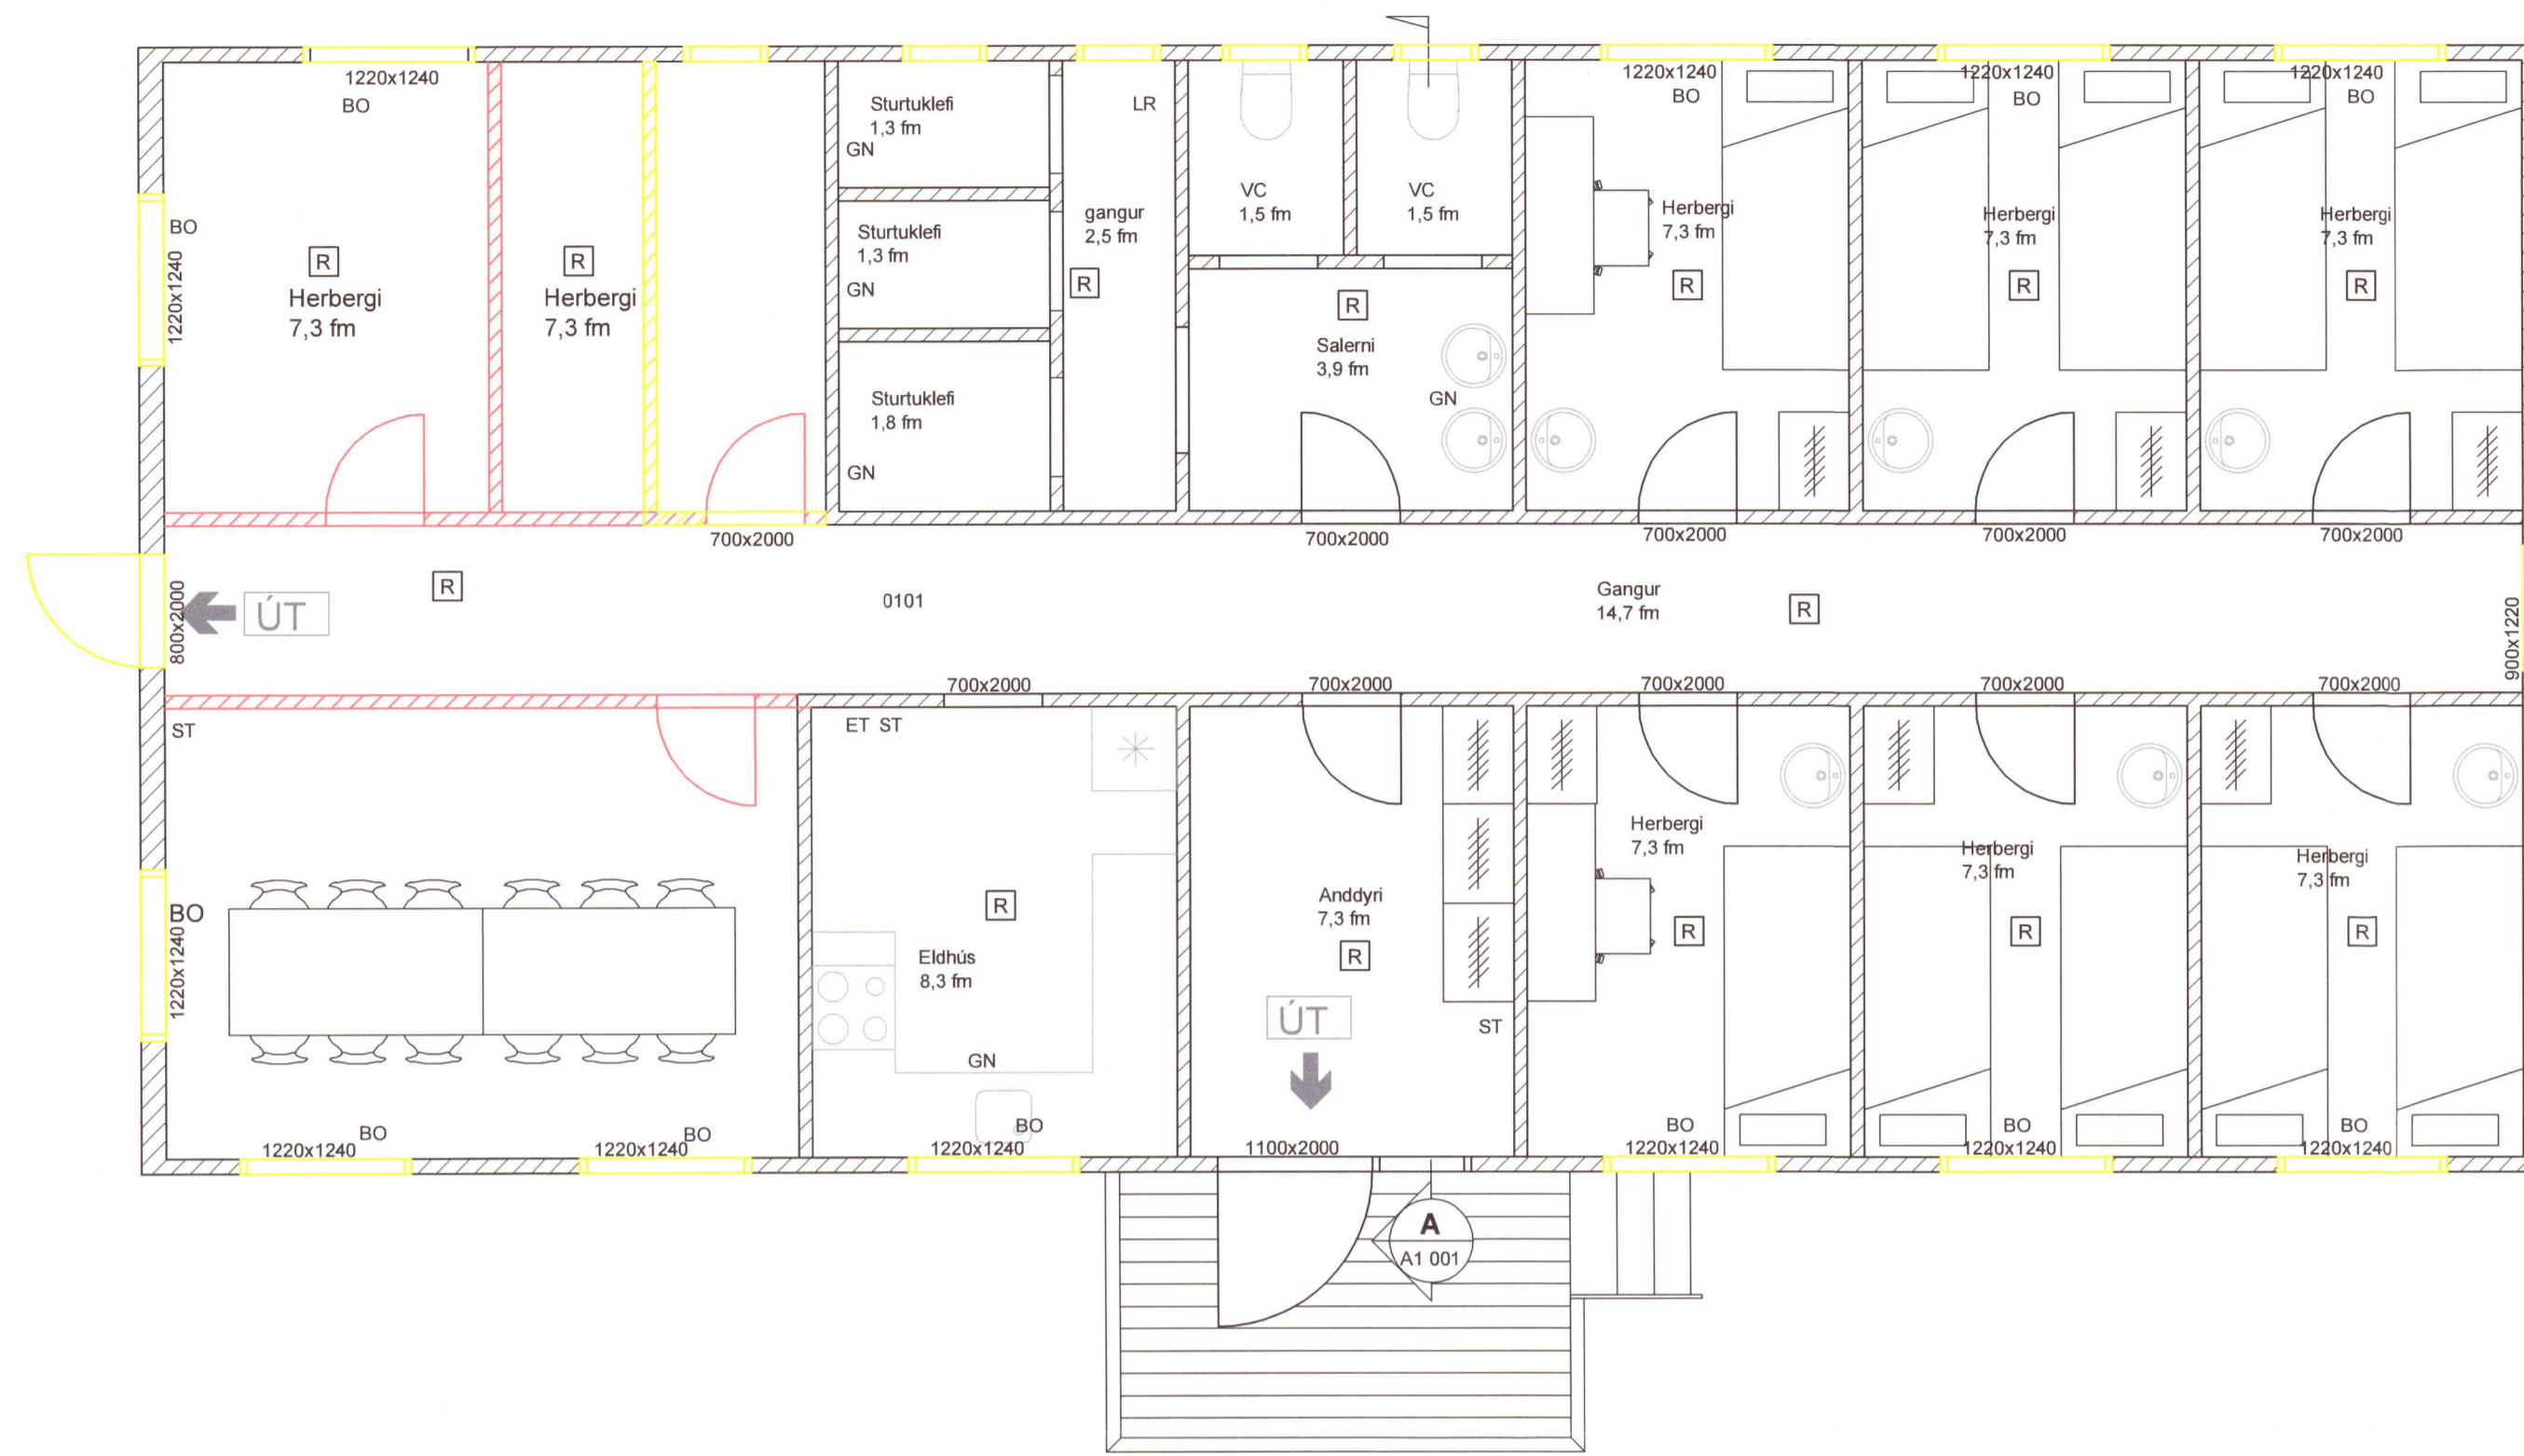 1220x1240
BO
BO
1220x1240
R
Herbergi
7,3 fm
R
Herbergi
7,3 fm
Sturtuklefi
1,3 fm
GN
Sturtuklefi
1,3 fm
GN
Sturtuklefi
1,8 fm
GN
LR
gangur
2,5 fm
R
VC
1,5 fm
VC
1,5 fm
R
Salerni
3,9 fm
GN
1220x1240
BO
Herbergi
7,3 fm
R
1220x1240
BO
Herbergi
7,3 fm
R
1220x1240
BO
Herbergi
7,3 fm
R
700x2000
700x2000
700x2000
700x2000
700x2000
800x2000
ÚT
R
0101
Gangur
14,7 fm
R
900x1220
700x2000
700x2000
700x2000
700x2000
700x2000
ST
BO
1220x1240
BO
1220x1240
BO
1220x1240
ET ST
R
Eldhús
8,3 fm
GN
BO
1220x1240
Anddyri
7,3 fm
R
ÚT
ST
1100x2000
Herbergi
7,3 fm
R
BO
1220x1240
Herbergi
7,3 fm
R
BO
1220x1240
Herbergi
7,3 fm
R
BO
1220x1240
A
A1 001